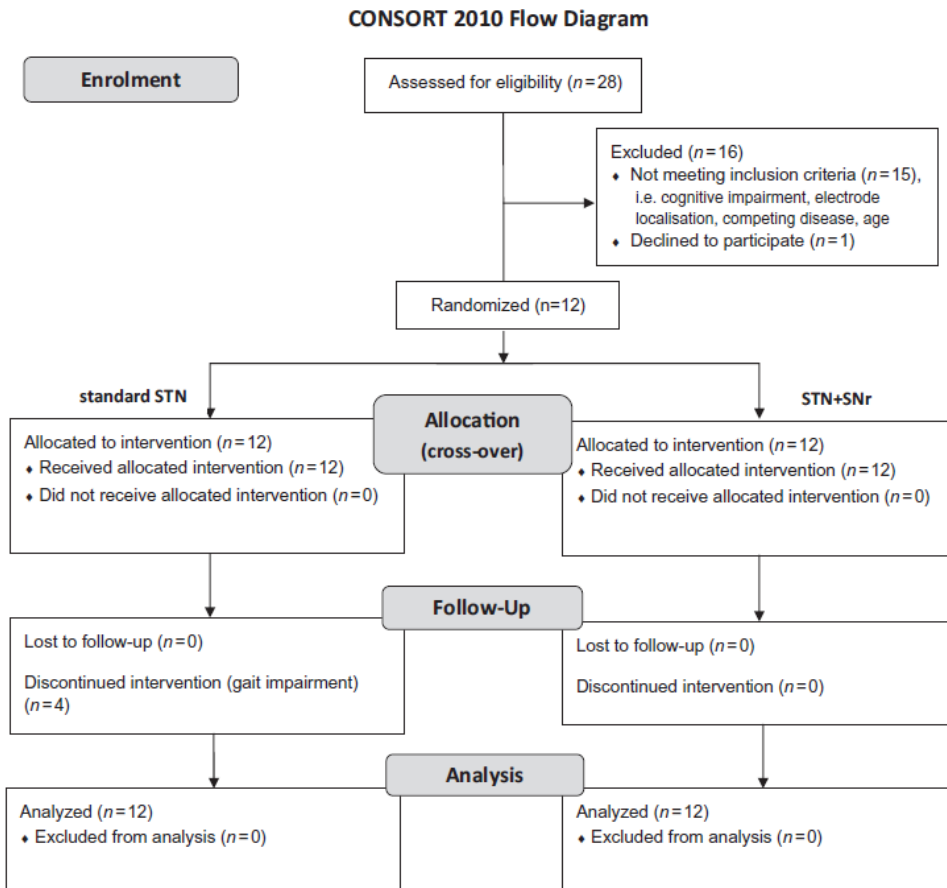 CONSORT 2010 Flow Diagram
Enrolment
Assessed for eligibility (n=28)
Excluded (n=16)
♦ Not meeting inclusion criteria (n=15),
i.e. cognitive impairment, electrode
localisation, competing disease, age
♦ Declined to participate (n=1)
Randomized (n=12)
standard STN
STN+SNr
Allocation
(cross-over)
Allocated to intervention (n=12)
♦ Received allocated intervention (n=12)
♦ Did not receive allocated intervention (n=0)
Allocated to intervention (n=12)
♦ Received allocated intervention (n=12)
♦ Did not receive allocated intervention (n=0)
Follow-Up
Lost to follow-up (n=0)
Discontinued intervention (gait impairment)
(n=4)
Lost to follow-up (n=0)
Discontinued intervention (n=0)
Analysis
Analyzed (n=12)
♦ Excluded from analysis (n=0)
Analyzed (n=12)
♦ Excluded from analysis (n=0)